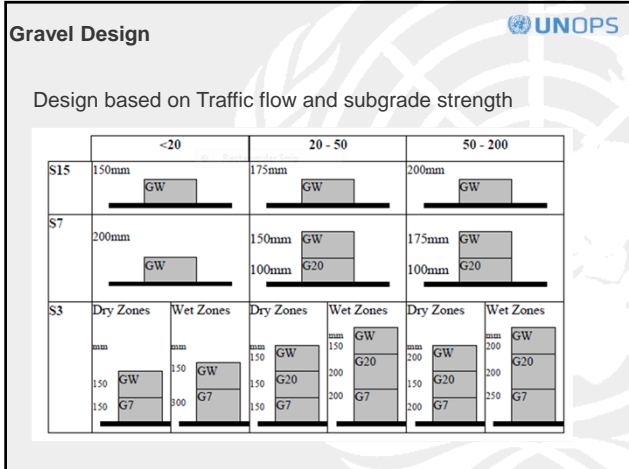 Gravel Design
UNOPS
Design based on Traffic flow and subgrade strength
<20
20 - 50
50 - 200
S15
150mm
GW
175mm
GW
200mm
GW
S7
200mm
GW
150mm GW
100mm G20
175mm GW
100mm G20
S3
Dry Zones
mm
150 GW
150 G7
Wet Zones
mm
150 GW
300 G7
Dry Zones
mm
150 GW
150 G20
150 G7
Wet Zones
mm
150 GW
200 G20
200 G7
Dry Zones
mm
200 GW
150 G20
200 G7
Wet Zones
mm
200 GW
200 G20
250 G7